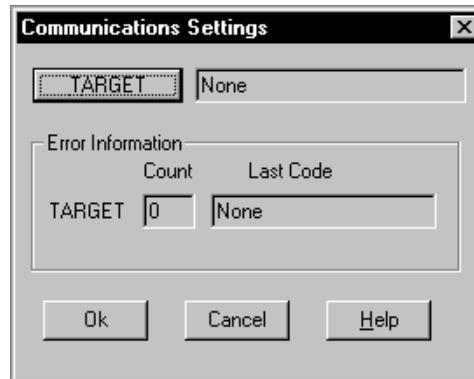 Communications Settings
TARGET None
Error Information
Count Last Code
TARGET 0 None
Ok Cancel Help